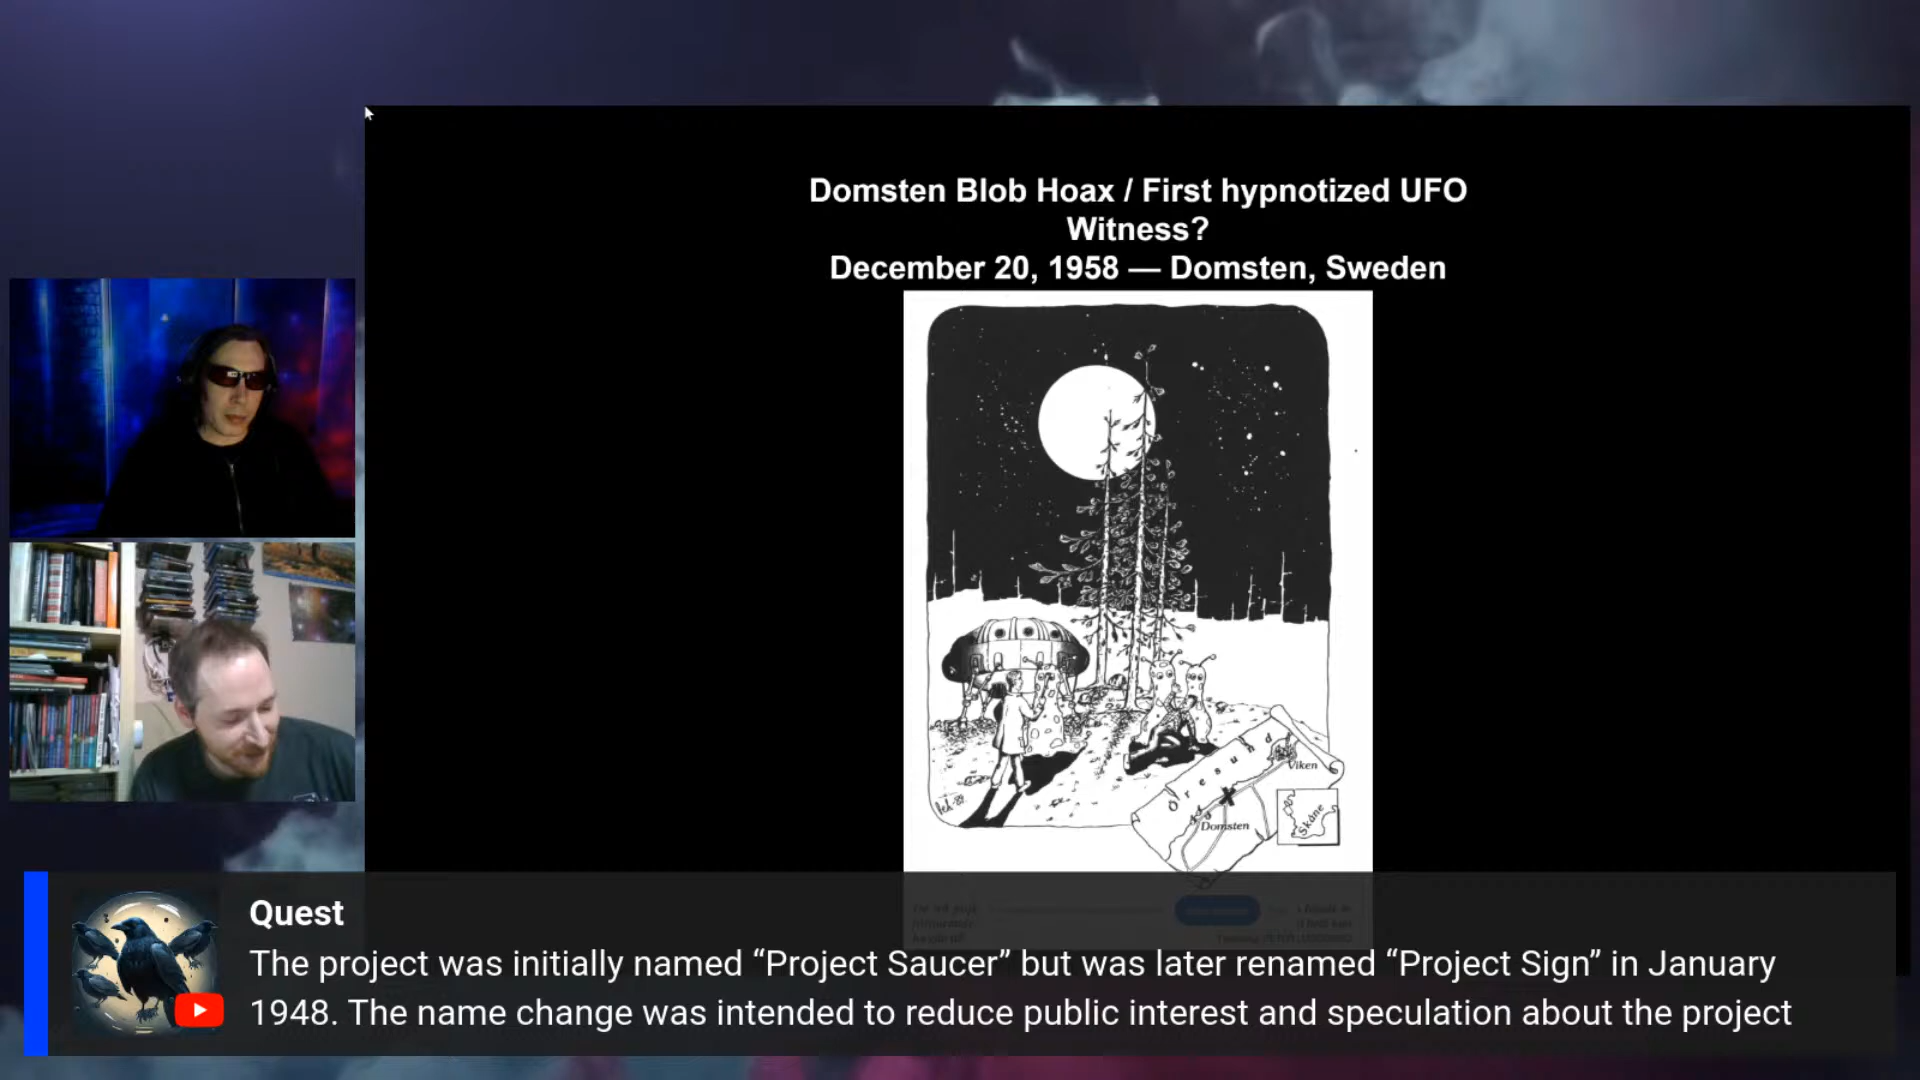 Domsten Blob Hoax / First hypnotized UFO
Witness?
December 20, 1958 — Domsten, Sweden
Öresund
Viken
Domsten
Skåne
Quest
The project was initially named “Project Saucer” but was later renamed “Project Sign” in January
1948. The name change was intended to reduce public interest and speculation about the project